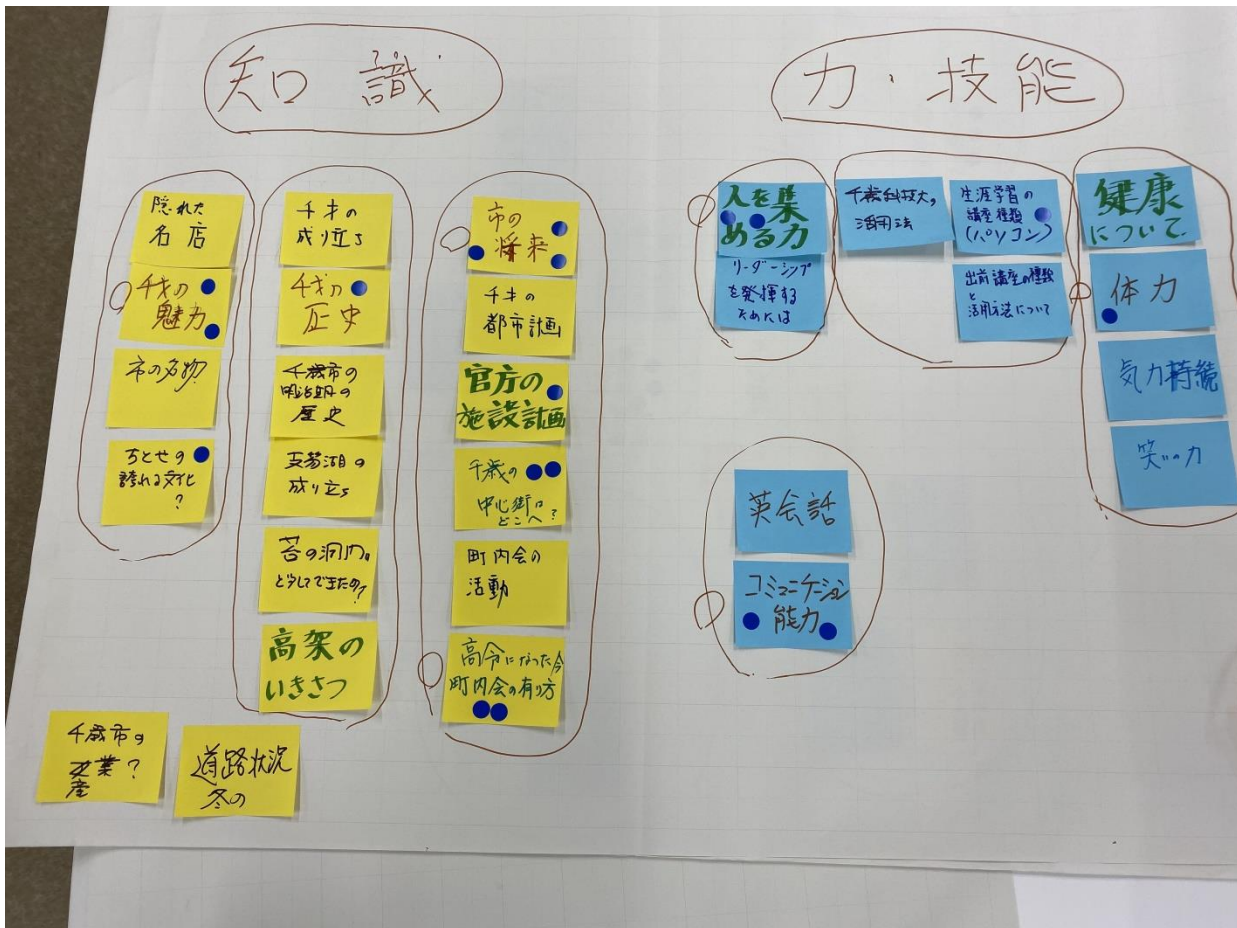 知識
力・技能
隠れた
名店
千才の
魅力
市の名物?
ちとせの
誇れる文化
?
千才の
成り立ち
千才の
歴史
千歳市の
明治期の
歴史
支笏湖の
成り立ち
苔の洞門。
どうしてできたの?
高架の
いきさつ
市の
将来
千才の
都市計画
官庁の
施設計画
千歳の
中心街は
どこへ?
町内会の
活動
高令になった今
町内会の有り方
千歳市の
産業?
道路状況
冬の
人を集
める力
リーダーシップ
を発揮する
ためには
千歳科技大の
活用法
生涯学習の
講座種類
(パソコン)
出前講座の種類
と
活用方法について
健康
について.
体力
気力持続
笑いの力
英会話
コミュニケーション
能力